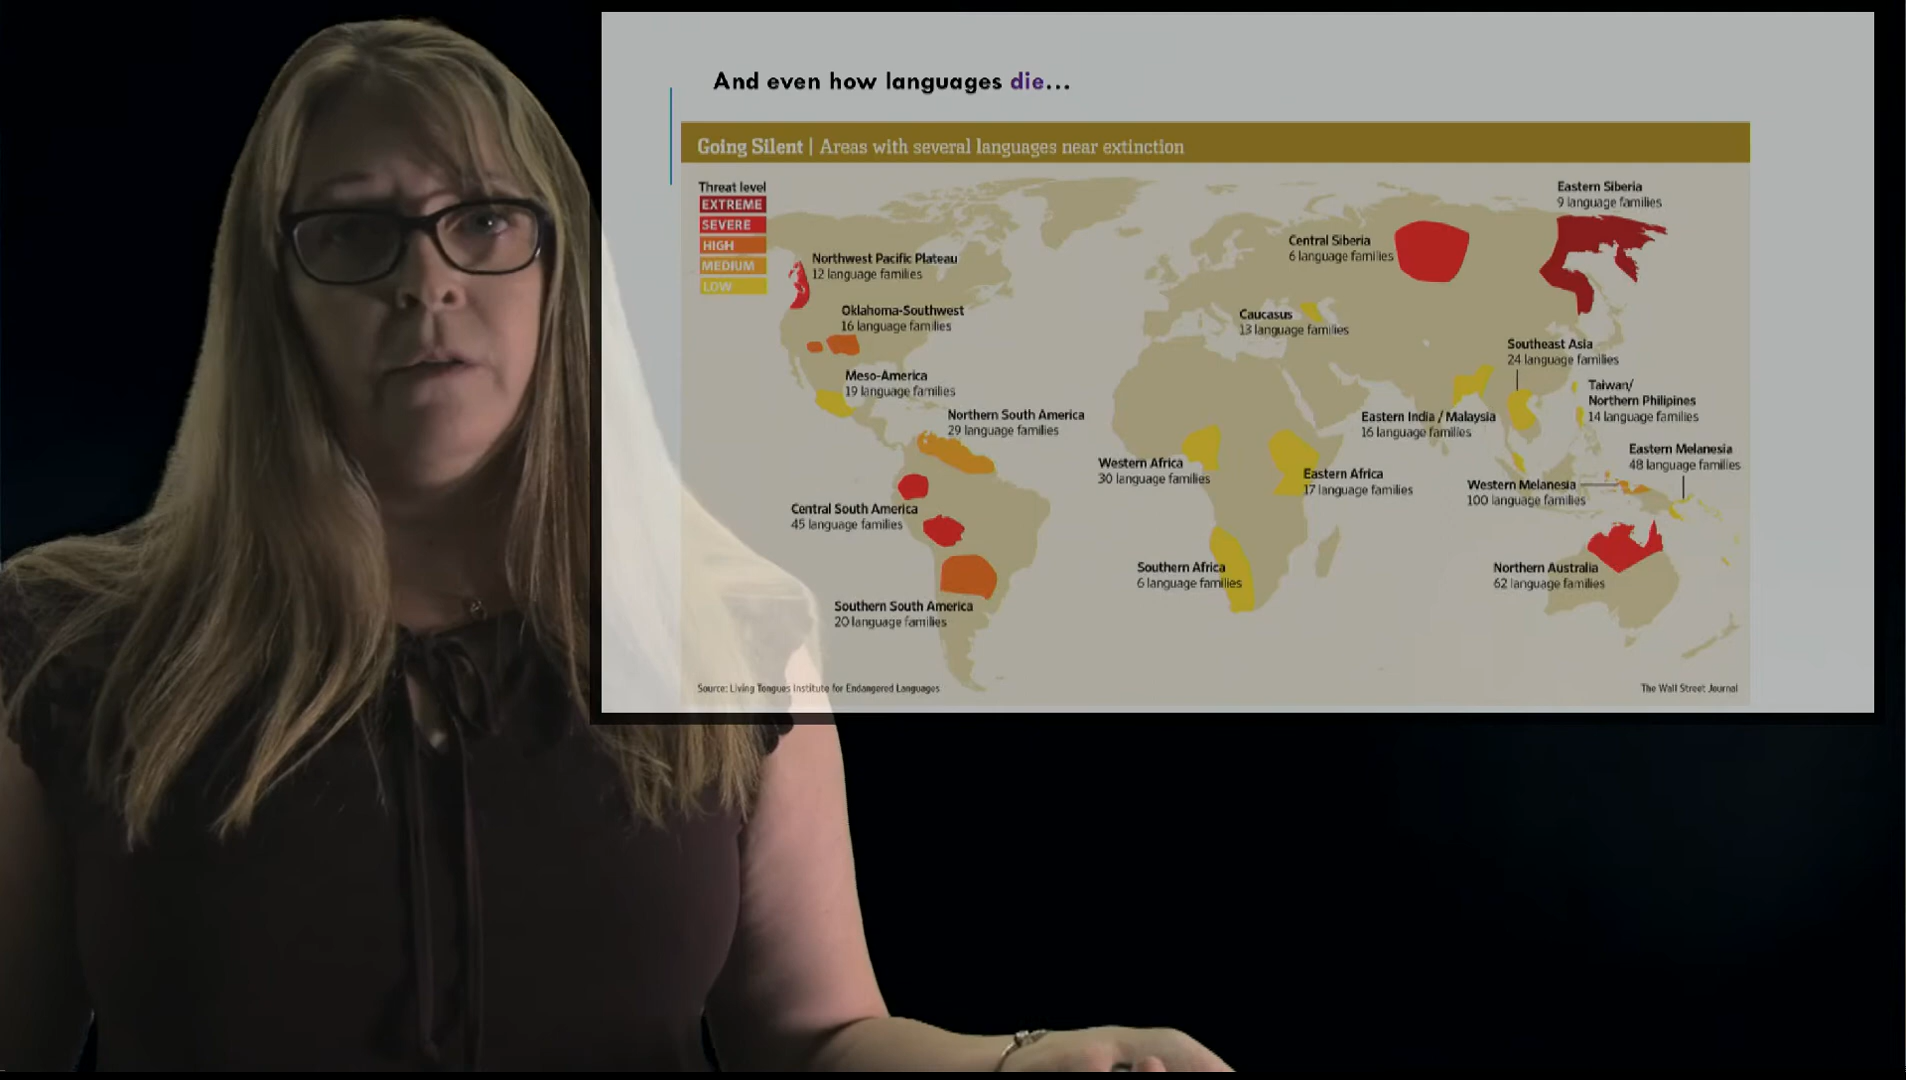 And even how languages die...
Going Silent | Areas with several languages near extinction
Threat level
EXTREME
SEVERE
HIGH
MEDIUM
LOW
Northwest Pacific Plateau
12 language families
Oklahoma-Southwest
16 language families
Meso-America
19 language families
Northern South America
29 language families
Central South America
45 language families
Southern South America
20 language families
Eastern Siberia
9 language families
Central Siberia
6 language families
Caucasus
13 language families
Southeast Asia
24 language families
Taiwan/
Northern Philipines
14 language families
Eastern India / Malaysia
16 language families
Eastern Melanesia
48 language families
Western Africa
30 language families
Eastern Africa
17 language families
Western Melanesia
100 language families
Southern Africa
6 language families
Northern Australia
62 language families
Source: Living Tongues Institute for Endangered Languages
The Wall Street Journal